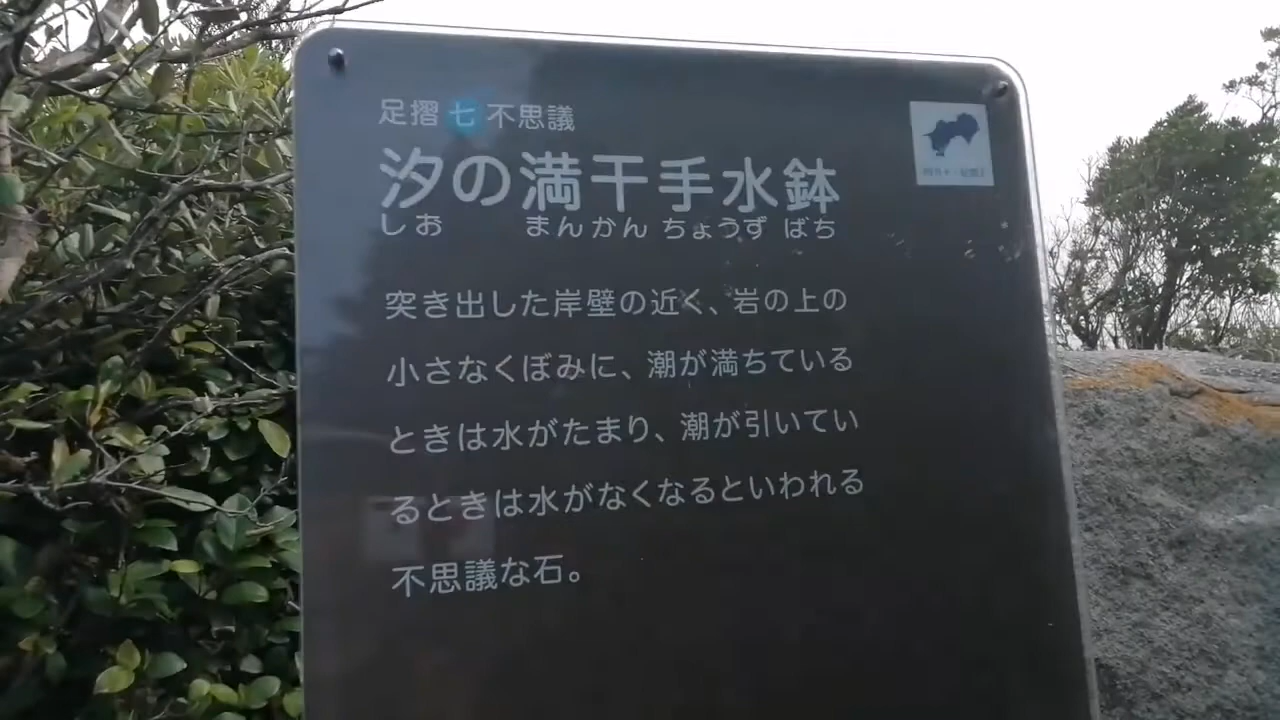 足摺 七 不思議
汐の満干手水鉢
しお まんかん ちょうず ばち
突き出した岸壁の近く、岩の上の
小さなくぼみに、潮が満ちている
ときは水がたまり、潮が引いてい
るときは水がなくなるといわれる
不思議な石。